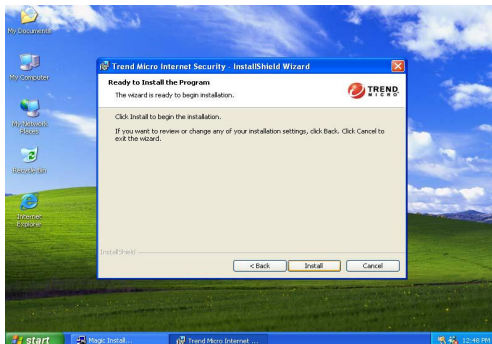 My Documents
My Computer
My Network
Places
Recycle Bin
Internet
Explorer
Trend Micro Internet Security - InstallShield Wizard
Ready to Install the Program
The wizard is ready to begin installation.
TREND
MICRO
Click Install to begin the installation.
If you want to review or change any of your installation settings, click Back. Click Cancel to
exit the wizard.
InstallShield
< Back
Install
Cancel
start
Magic Install...
Trend Micro Internet ...
12:48 PM